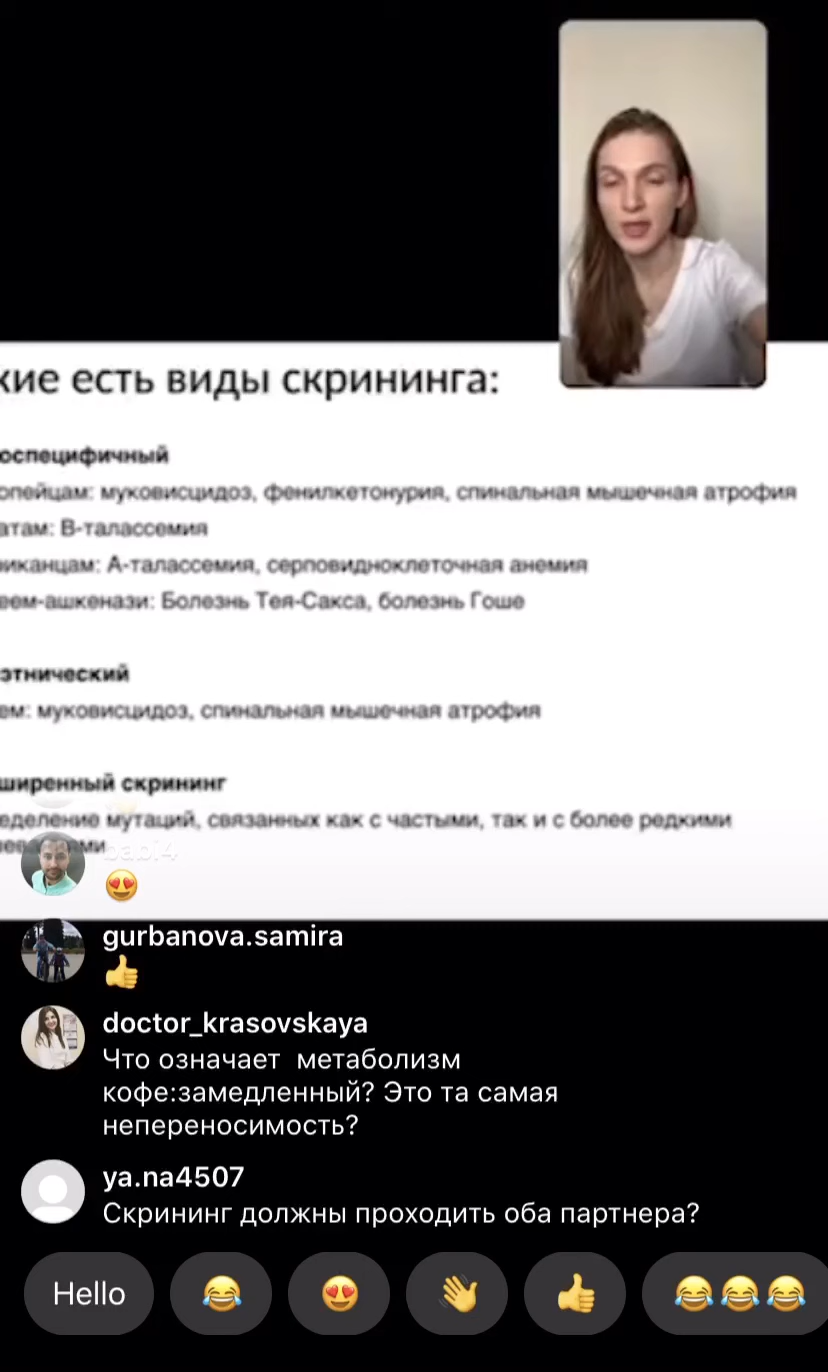 кие есть виды скрининга:
оспецифичный
опейцам: муковисцидоз, фенилкетонурия, спинальная мышечная атрофия
атам: В-талассемия
иканцам: А-талассемия, серповидноклеточная анемия
еем-ашкенази: Болезнь Тея-Сакса, болезнь Гоше
этнический
ем: муковисцидоз, спинальная мышечная атрофия
ширенный скрининг
еделение мутаций, связанных как с частыми, так и с более редкими
gurbanova.samira
doctor_krasovskaya
Что означает метаболизм
кофе:замедленный? Это та самая
непереносимость?
ya.na4507
Скрининг должны проходить оба партнера?
Hello